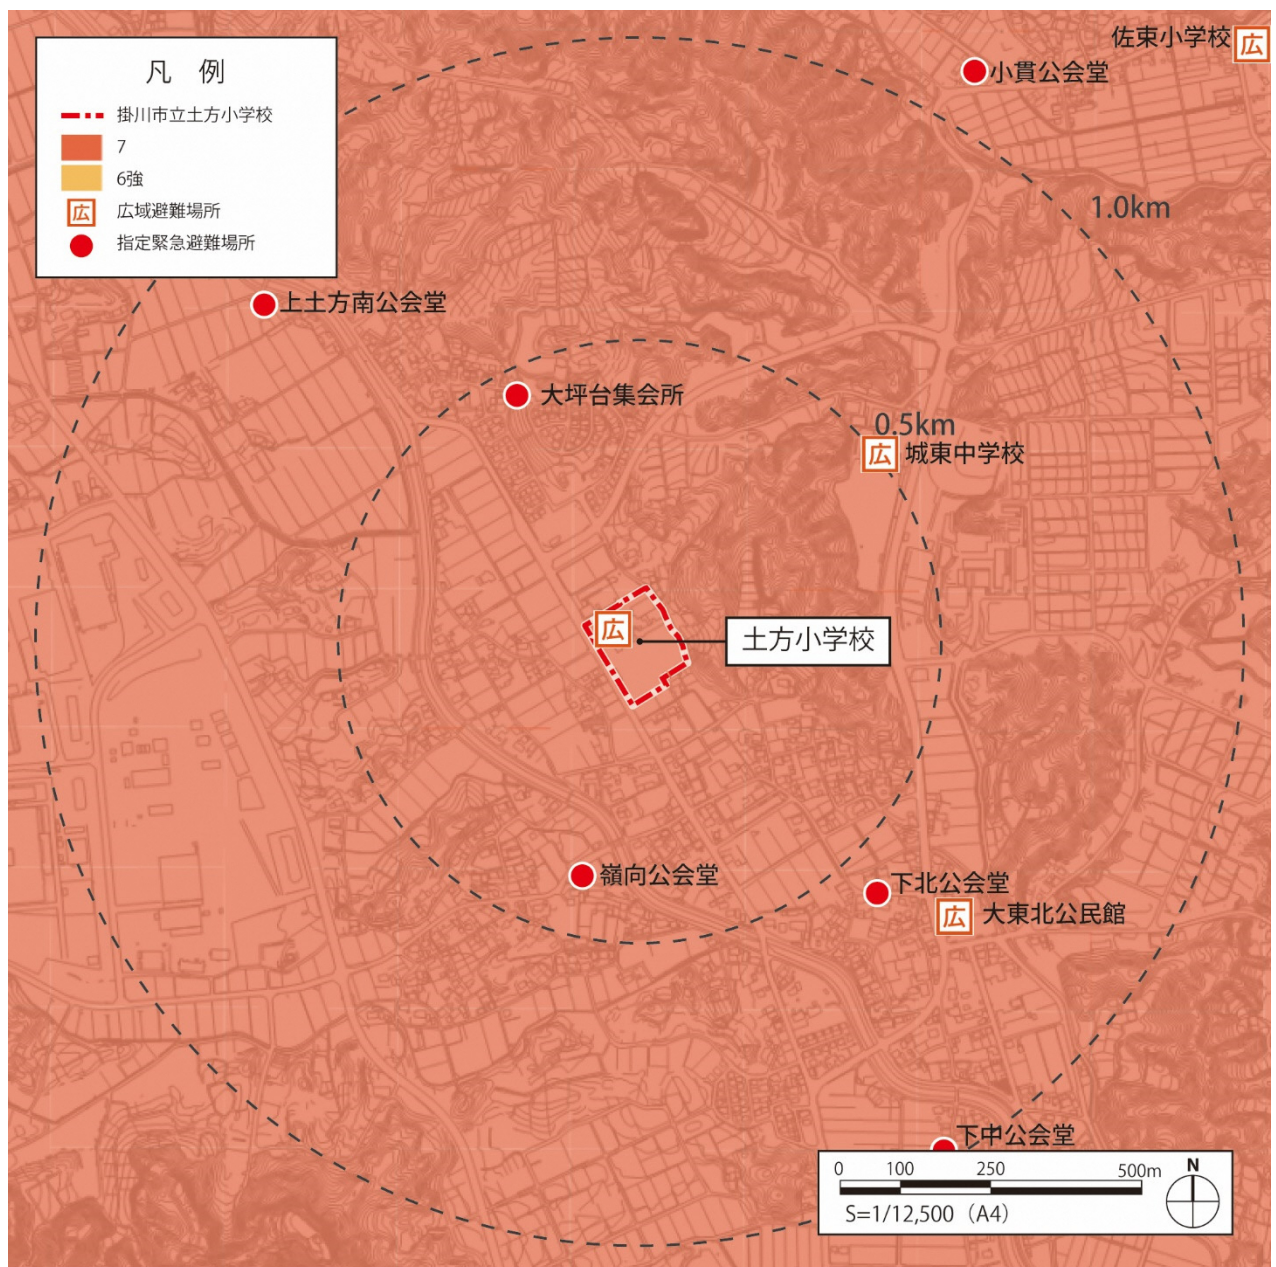 凡 例
掛川市立土方小学校
7
6強
広
広域避難場所
指定緊急避難場所
佐東小学校
広
小貫公会堂
1.0km
上土方南公会堂
大坪台集会所
0.5km
広
城東中学校
広
土方小学校
嶺向公会堂
下北公会堂
広
大東北公民館
下中公会堂
0 100 250 500m
N
S=1/12,500（A4）